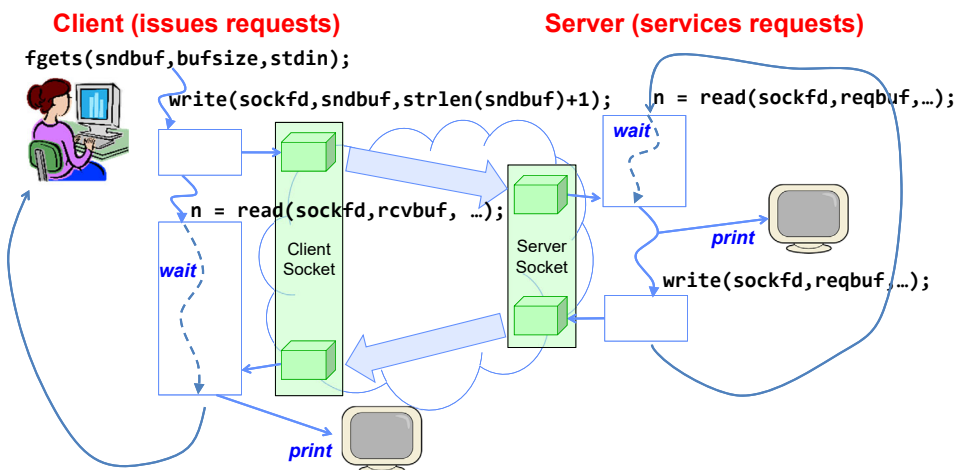 Client (issues requests)
Server (services requests)
fgets(sndbuf,bufsize,stdin);
write(sockfd,sndbuf,strlen(sndbuf)+1);
n = read(sockfd,reqbuf,…);
wait
n = read(sockfd,rcvbuf, …);
print
Client
Socket
Server
Socket
wait
write(sockfd,reqbuf,…);
print